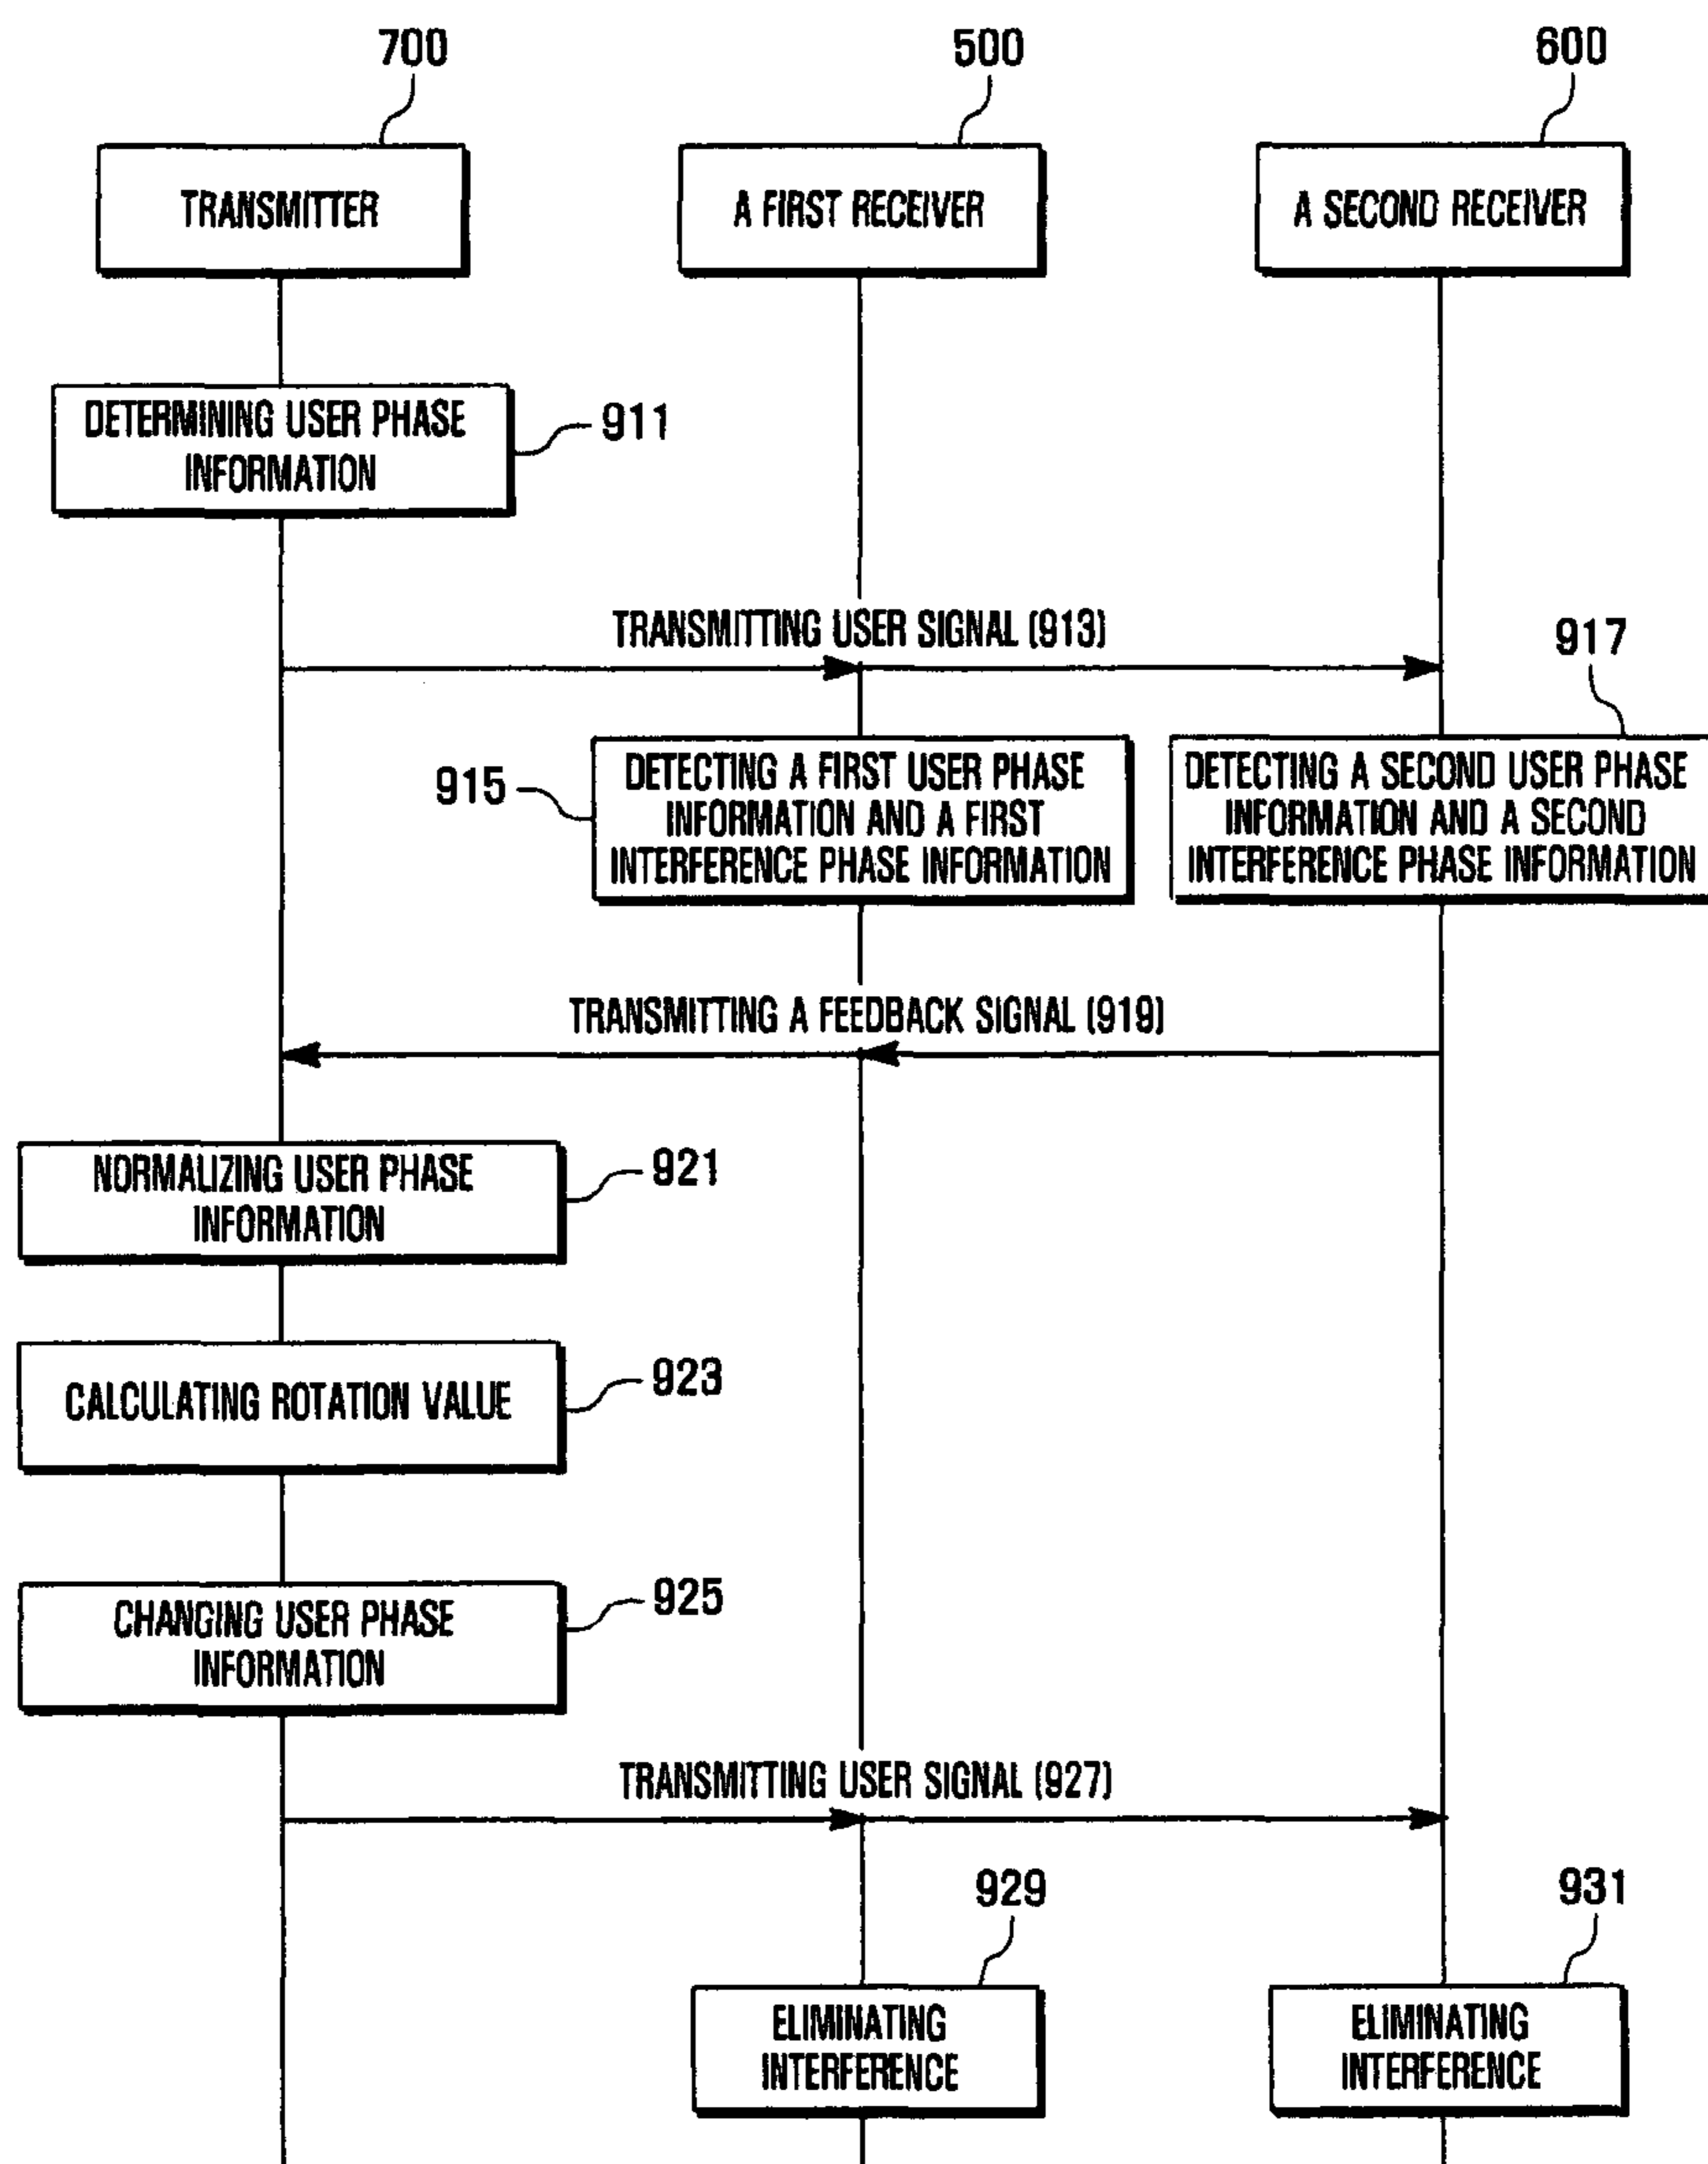 700
500
600
TRANSMITTER
A FIRST RECEIVER
A SECOND RECEIVER
DETERMINING USER PHASE
INFORMATION
911
TRANSMITTING USER SIGNAL (913)
917
915
DETECTING A FIRST USER PHASE
INFORMATION AND A FIRST
INTERFERENCE PHASE INFORMATION
DETECTING A SECOND USER PHASE
INFORMATION AND A SECOND
INTERFERENCE PHASE INFORMATION
TRANSMITTING A FEEDBACK SIGNAL (919)
NORMALIZING USER PHASE
INFORMATION
921
CALCULATING ROTATION VALUE
923
CHANGING USER PHASE
INFORMATION
925
TRANSMITTING USER SIGNAL (927)
929
931
ELIMINATING
INTERFERENCE
ELIMINATING
INTERFERENCE